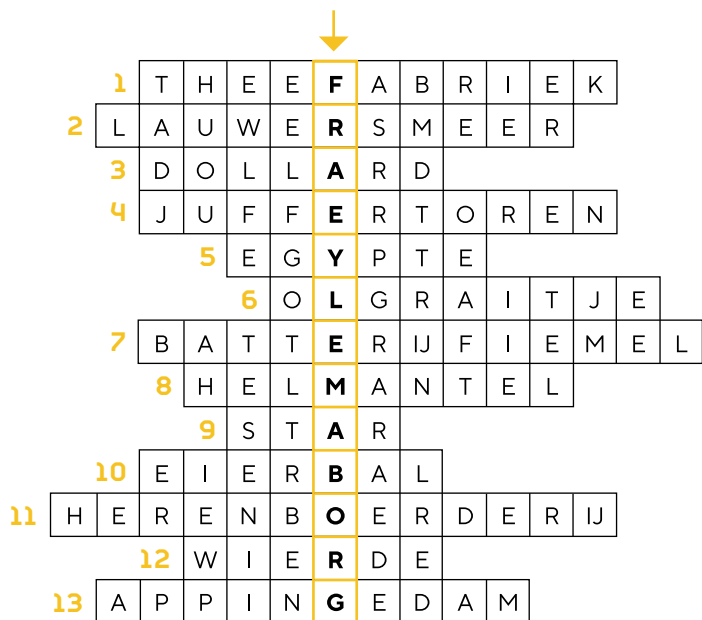 1 THEEFABRIEK
2 LAUWERSMEER
3 DOLLARD
4 JUFFERTOREN
5 EGYPTE
6 OLGRAITJE
7 BATTERIJFIEMEL
8 HELMANTEL
9 STAR
10 EIERBAL
11 HERENBOERDERIJ
12 WIERDE
13 APPINGEDAM